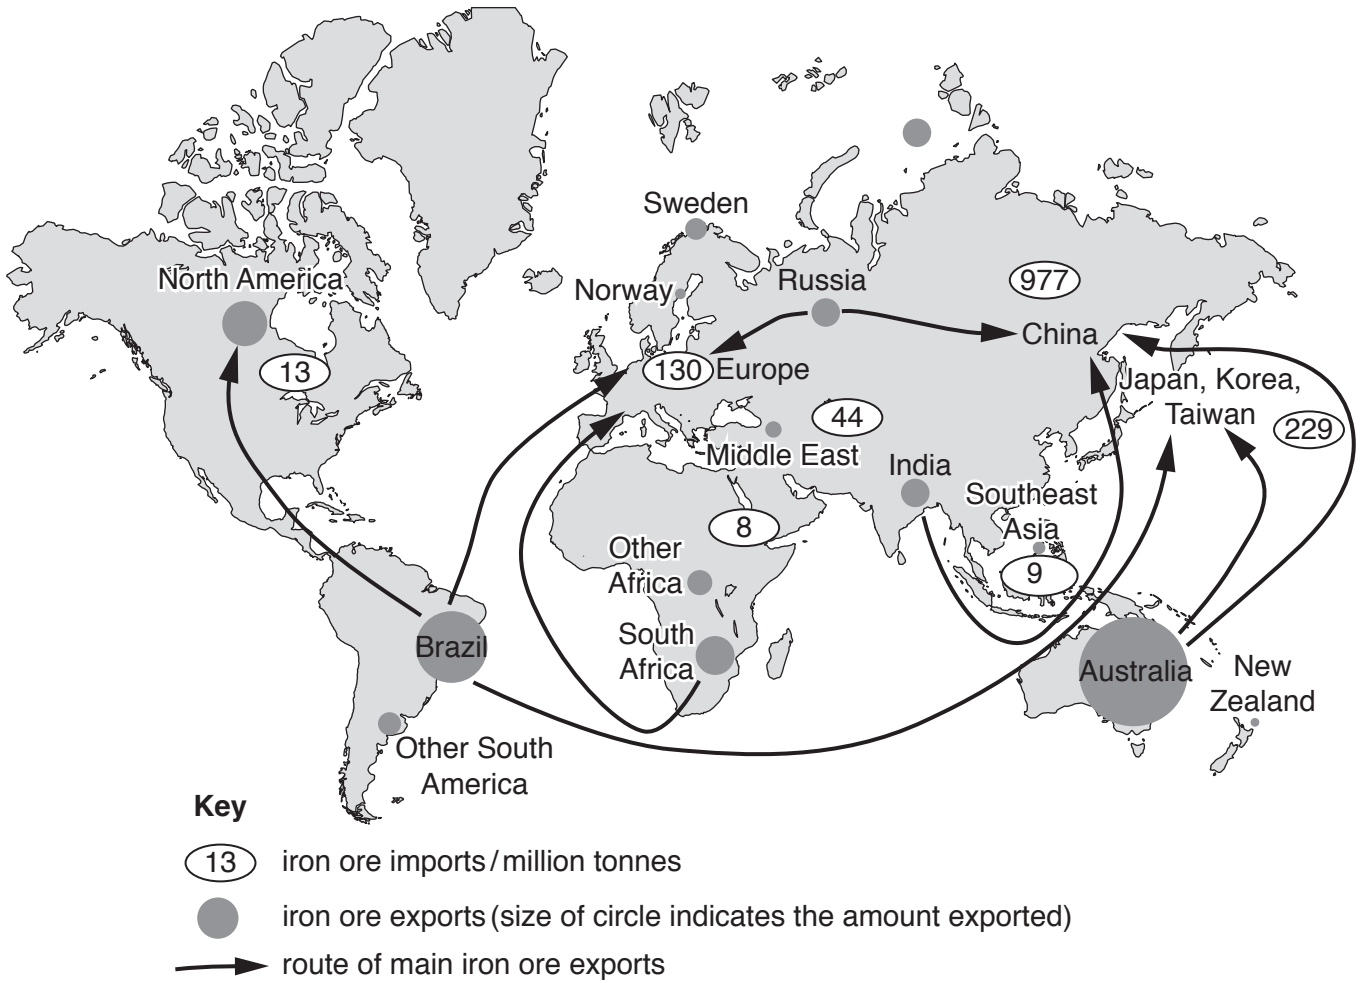 Sweden
North America
Norway
Russia
977
China
13
130 Europe
Japan, Korea,
Taiwan
44
229
Middle East
India
Southeast
Asia
8
9
Other
Africa
South
Africa
Brazil
Australia
New
Zealand
Other South
America
Key
13 iron ore imports/million tonnes
iron ore exports (size of circle indicates the amount exported)
route of main iron ore exports